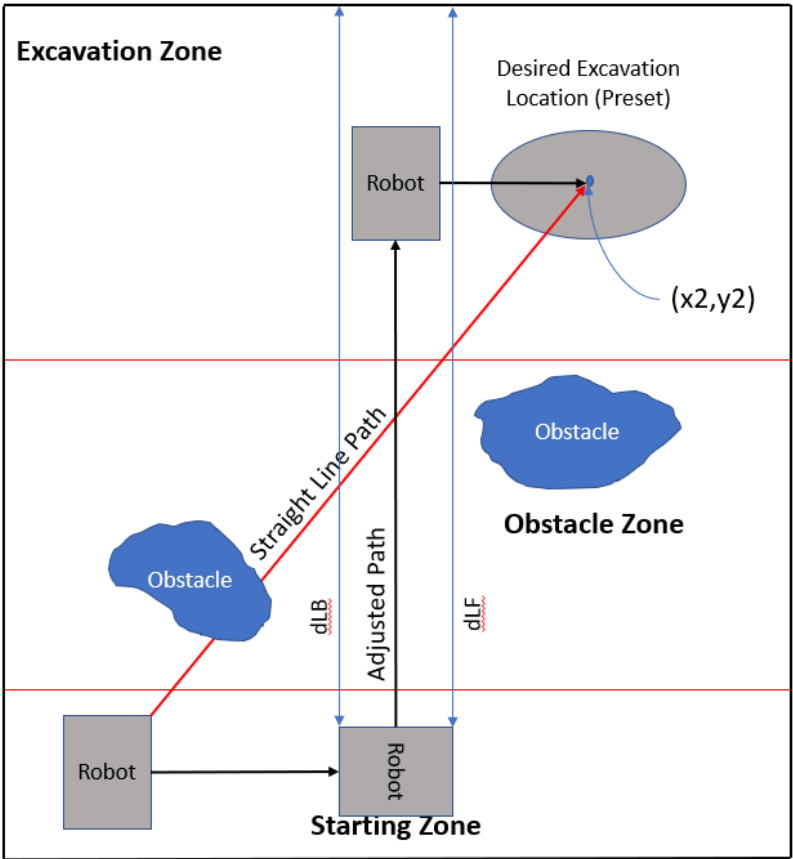 Excavation Zone
Desired Excavation
Location (Preset)
Robot
(x2,y2)
Straight Line Path
Obstacle
Obstacle Zone
Obstacle
dLB
Adjusted Path
dLF
Robot
Robot
Starting Zone